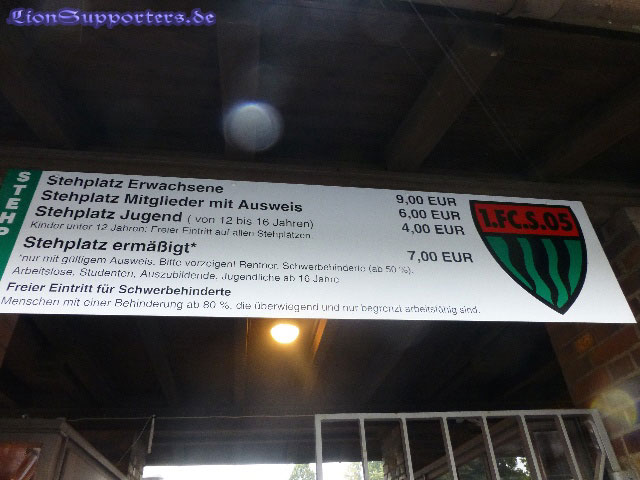 LionSupporters.de
STEHP
Stehplatz Erwachsene 9,00 EUR
Stehplatz Mitglieder mit Ausweis 6,00 EUR
Stehplatz Jugend ( von 12 bis 16 Jahren) 4,00 EUR
Kinder unter 12 Jahren: Freier Eintritt auf allen Stehplätzen.
Stehplatz ermäßigt* 7,00 EUR
*nur mit gültigem Ausweis. Bitte vorzeigen! Rentner, Schwerbehinderte (ab 50 %),
Arbeitslose, Studenten, Auszubildende, Jugendliche ab 16 Jahre
Freier Eintritt für Schwerbehinderte
Menschen mit einer Behinderung ab 80 %, die überwiegend und nur begrenzt arbeitsfähig sind.
1.FC.S.05